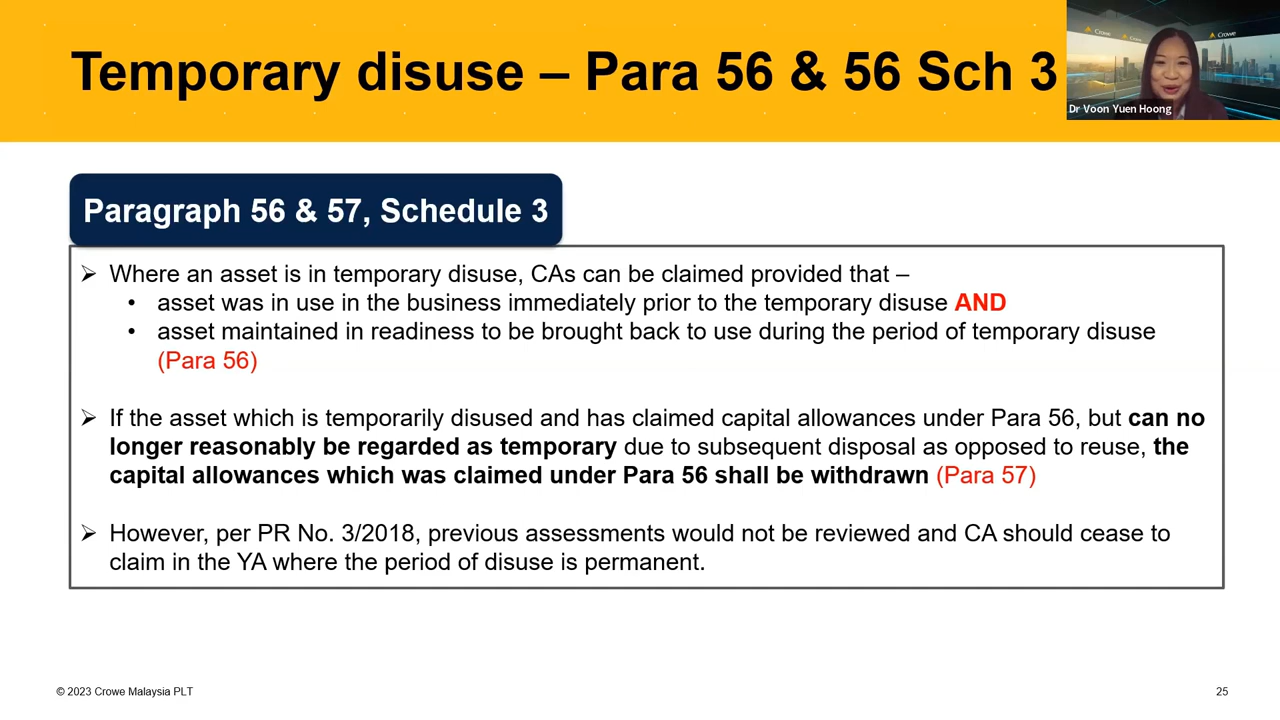 Temporary disuse – Para 56 & 56 Sch 3
Crowe
Crowe
Crowe
Dr Voon Yuen Hoong
Paragraph 56 & 57, Schedule 3
➢ Where an asset is in temporary disuse, CAs can be claimed provided that –
• asset was in use in the business immediately prior to the temporary disuse AND
• asset maintained in readiness to be brought back to use during the period of temporary disuse
(Para 56)
➢ If the asset which is temporarily disused and has claimed capital allowances under Para 56, but can no
longer reasonably be regarded as temporary due to subsequent disposal as opposed to reuse, the
capital allowances which was claimed under Para 56 shall be withdrawn (Para 57)
➢ However, per PR No. 3/2018, previous assessments would not be reviewed and CA should cease to
claim in the YA where the period of disuse is permanent.
© 2023 Crowe Malaysia PLT
25